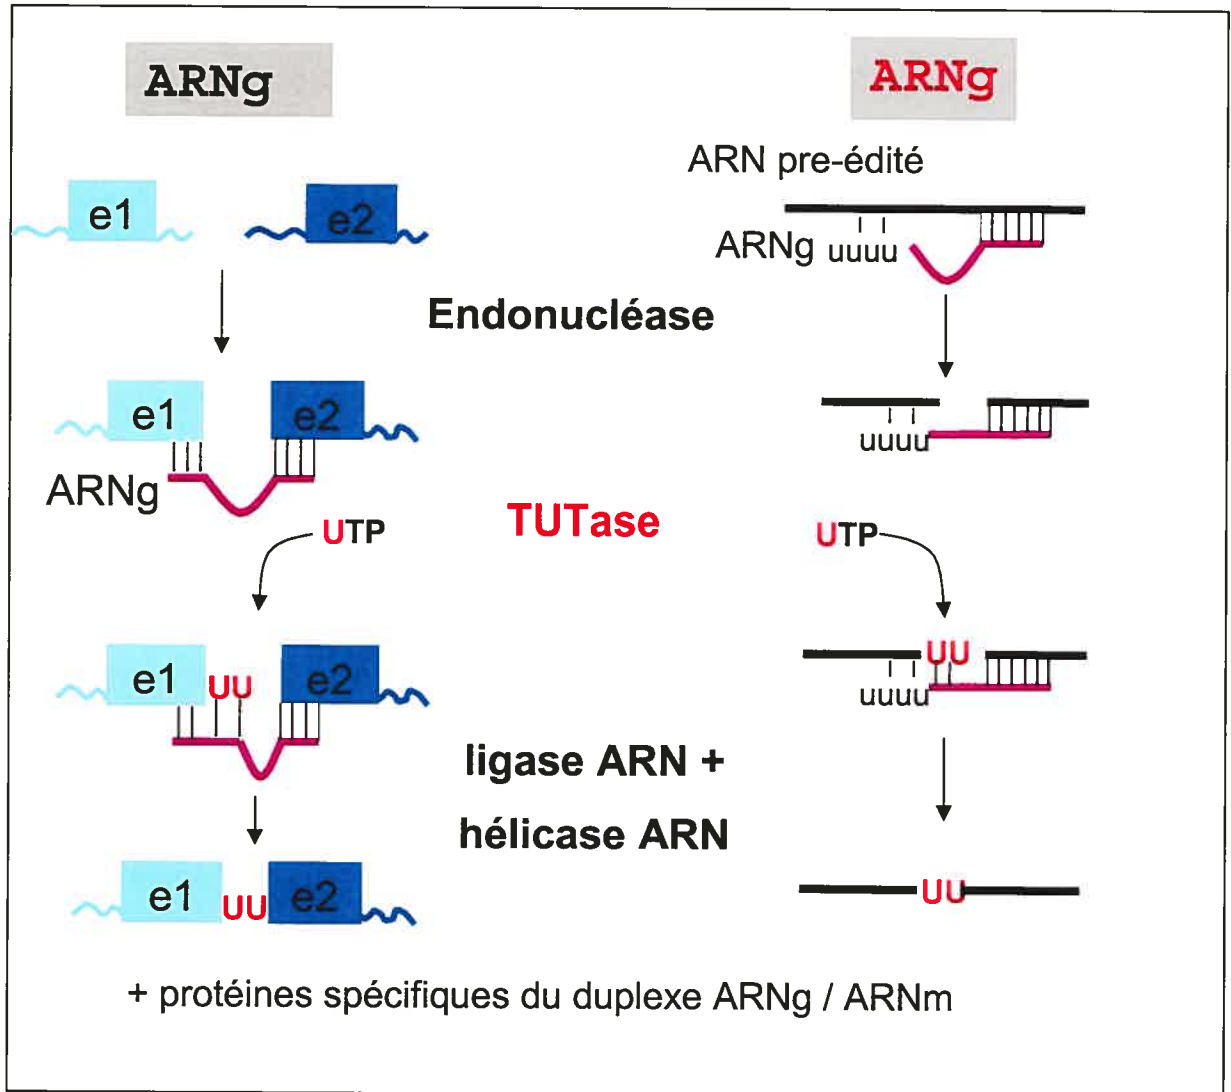 ARNg
ARNg
ARN pre-édité
e1
e2
ARNg
uuuu
Endonucléase
e1
e2
uuuu
ARNg
UTP
TUTase
UTP
e1
UU
e2
UU
uuuu
ligase ARN +
hélicase ARN
e1
UU
e2
UU
+ protéines spécifiques du duplexe ARNg / ARNm